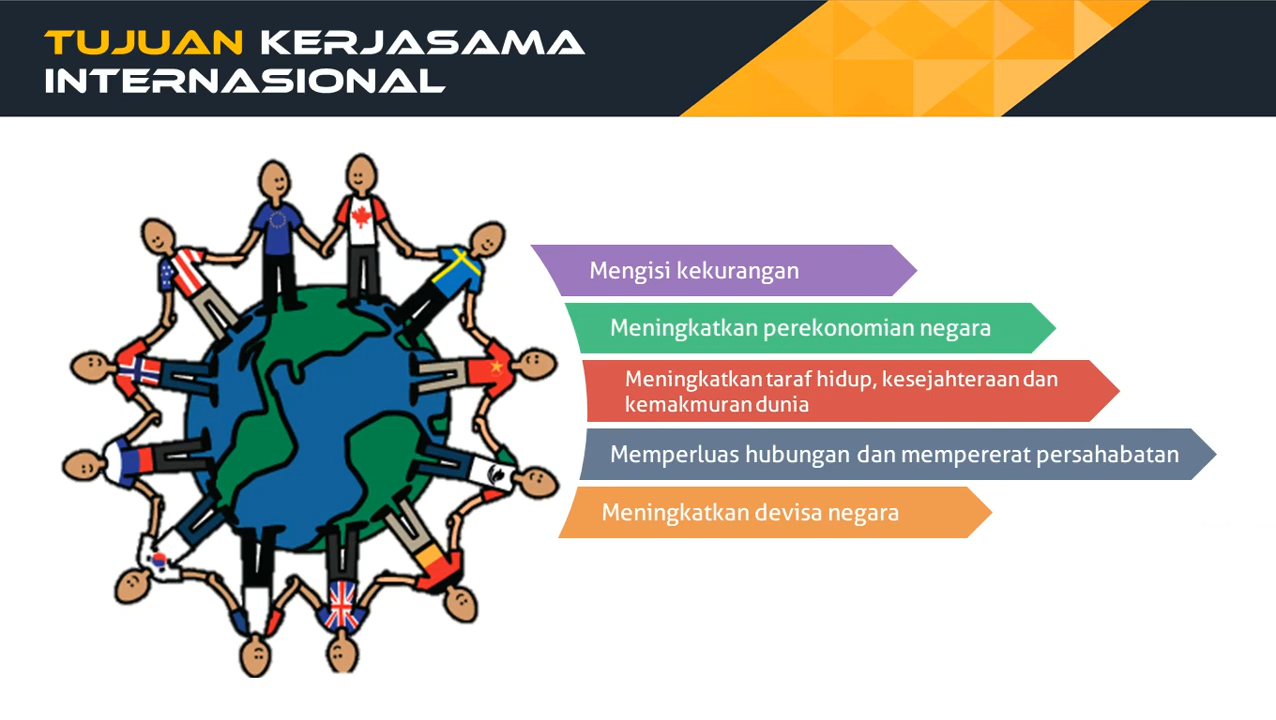 TUJUAN KERJASAMA
INTERNASIONAL
Mengisi kekurangan
Meningkatkan perekonomian negara
Meningkatkan taraf hidup, kesejahteraan dan
kemakmuran dunia
Memperluas hubungan dan mempererat persahabatan
Meningkatkan devisa negara